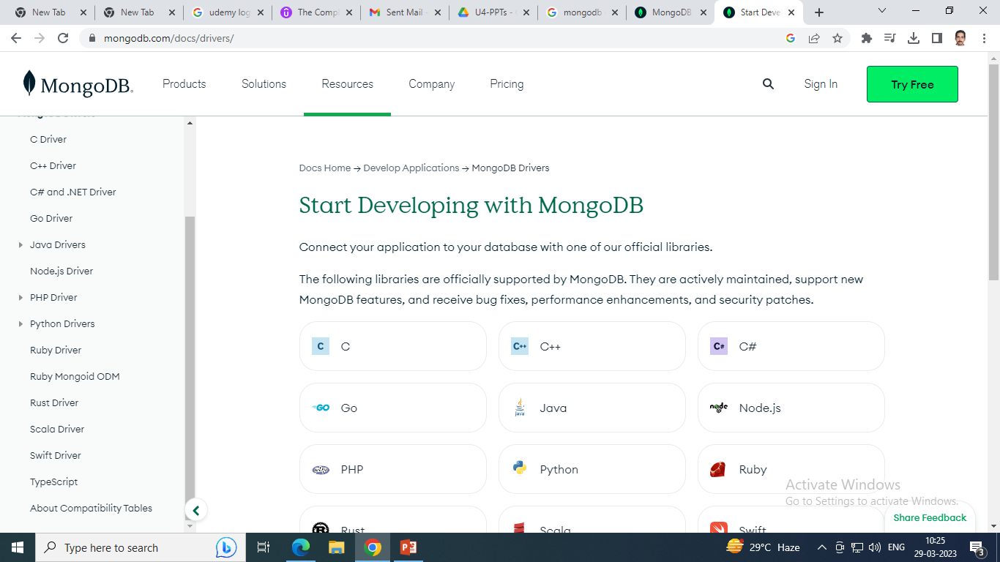 New Tab
New Tab
udemy log
The Compl
Sent Mail -
U4-PPTs -
mongodb
MongoDB
Start Deve
mongodb.com/docs/drivers/
MongoDB.
Products
Solutions
Resources
Company
Pricing
Sign In
Try Free
C Driver
C++ Driver
C# and .NET Driver
Go Driver
Java Drivers
Node.js Driver
PHP Driver
Python Drivers
Ruby Driver
Ruby Mongoid ODM
Rust Driver
Scala Driver
Swift Driver
TypeScript
About Compatibility Tables
Docs Home → Develop Applications → MongoDB Drivers
Start Developing with MongoDB
Connect your application to your database with one of our official libraries.
The following libraries are officially supported by MongoDB. They are actively maintained, support new
MongoDB features, and receive bug fixes, performance enhancements, and security patches.
C C
C++ C++
C# C#
GO Go
Java Java
node Node.js
php PHP
Python
Ruby
Rust
Scala
Swift
Activate Windows
Go to Settings to activate Windows.
Share Feedback
Type here to search
29°C Haze
ENG
10:25
29-03-2023
3